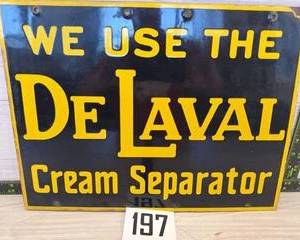 WE USE THE
DE LAVAL
Cream Separator
197